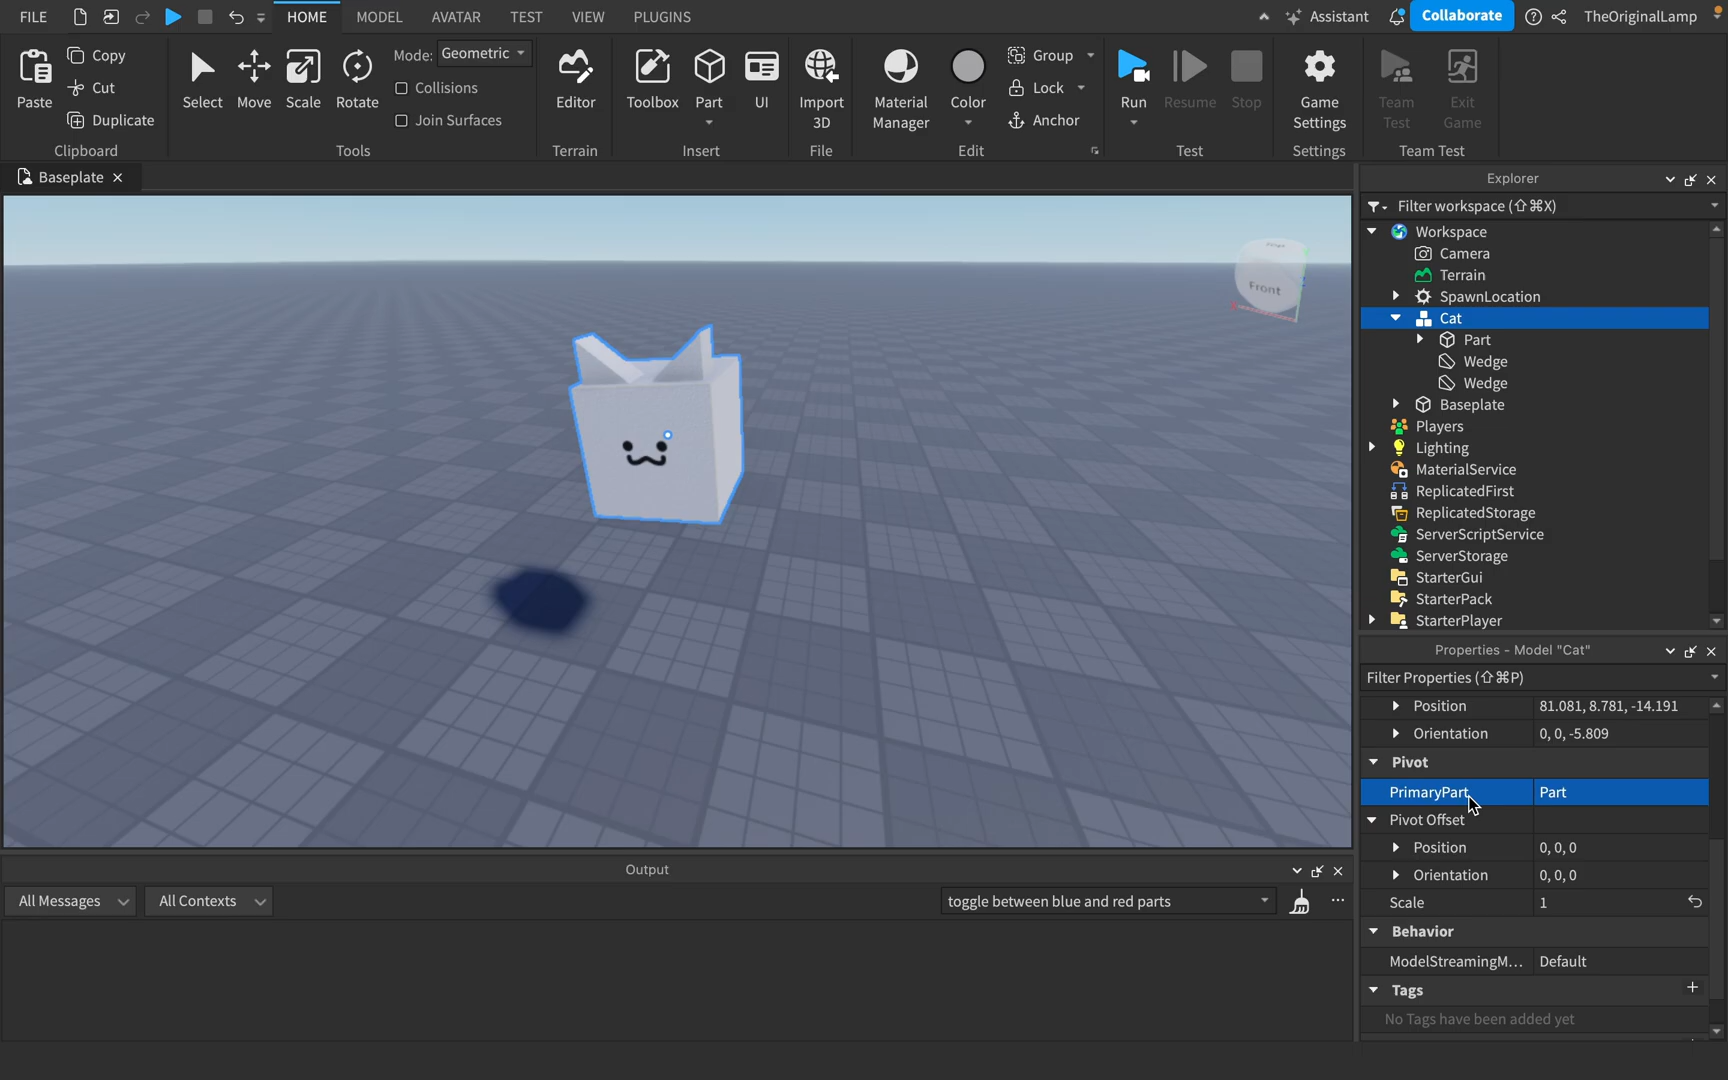 FILE HOME MODEL AVATAR TEST VIEW PLUGINS Assistant Collaborate TheOriginalLamp
Paste Copy Cut Duplicate
Clipboard
Select Move Scale Rotate
Mode: Geometric
Collisions
Join Surfaces
Tools
Editor
Terrain
Toolbox Part UI
Insert
Import 3D
File
Material Manager Color
Group
Lock
Anchor
Edit
Run Resume Stop
Test
Game Settings
Settings
Team Test Exit Game
Team Test
Baseplate
Front
Explorer
Filter workspace (⇧⌘X)
Workspace
Camera
Terrain
SpawnLocation
Cat
Part
Wedge
Wedge
Baseplate
Players
Lighting
MaterialService
ReplicatedFirst
ReplicatedStorage
ServerScriptService
ServerStorage
StarterGui
StarterPack
StarterPlayer
Properties - Model "Cat"
Filter Properties (⇧⌘P)
Position 81.081, 8.781, -14.191
Orientation 0, 0, -5.809
Pivot
PrimaryPart Part
Pivot Offset
Position 0, 0, 0
Orientation 0, 0, 0
Scale 1
Behavior
ModelStreamingM... Default
Tags +
No Tags have been added yet
Output
All Messages All Contexts toggle between blue and red parts ...